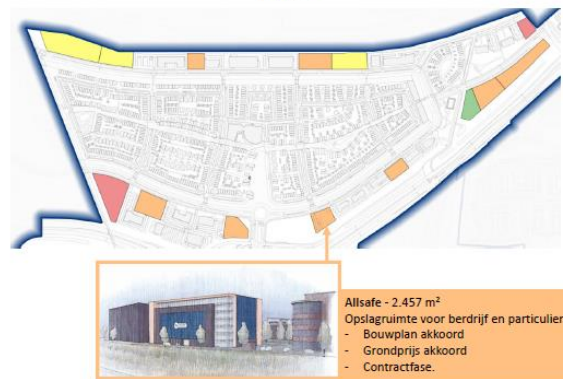 Allsafe - 2.457 m²
Opslagruimte voor berdrijf en particulier
- Bouwplan akkoord
- Grondprijs akkoord
- Contractfase.